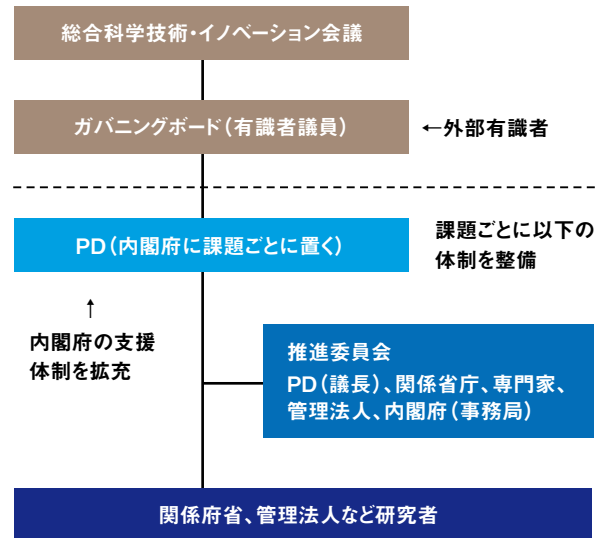 総合科学技術・イノベーション会議
ガバニングボード（有識者議員）
←外部有識者
PD（内閣府に課題ごとに置く）
課題ごとに以下の
体制を整備
↑
内閣府の支援
体制を拡充
推進委員会
PD（議長）、関係省庁、専門家、
管理法人、内閣府（事務局）
関係府省、管理法人など研究者